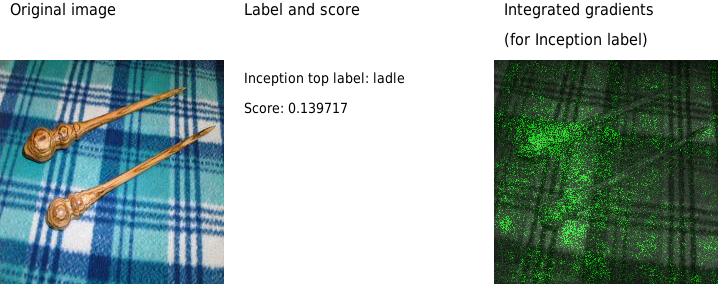 Original image
Label and score
Integrated gradients
(for Inception label)
Inception top label: ladle
Score: 0.139717